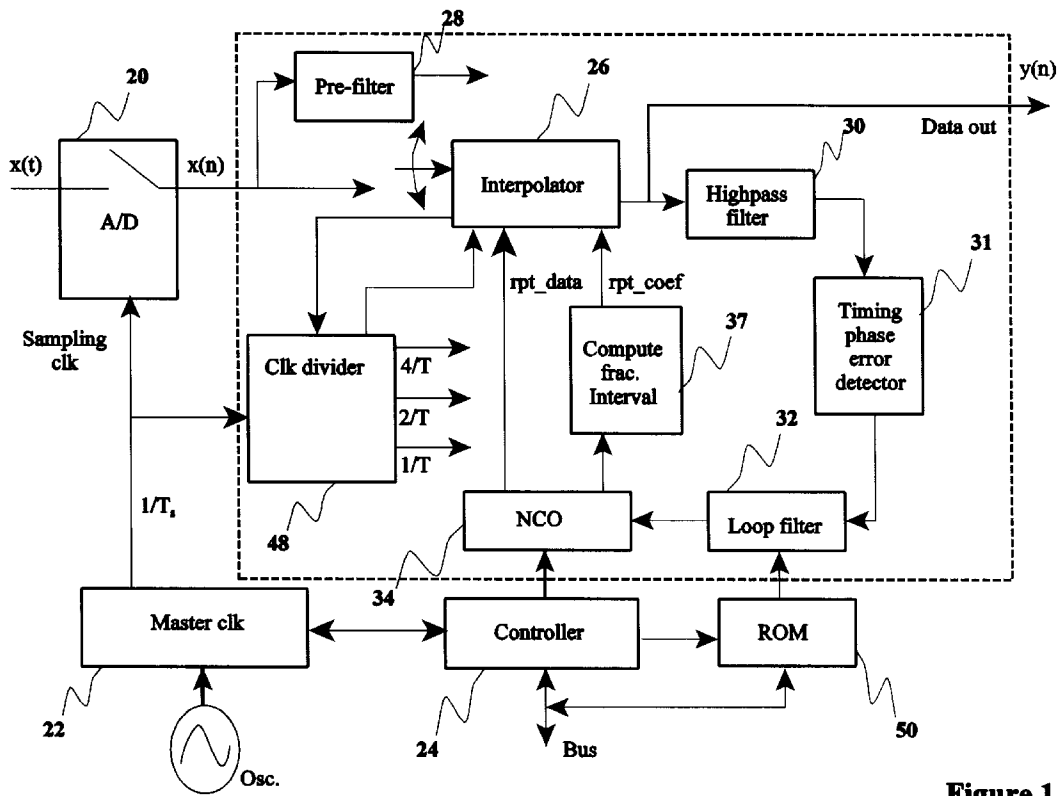 28
20
Pre-filter
26
y(n)
x(t)
x(n)
Data out
30
Interpolator
Highpass
filter
A/D
31
rpt_data
rpt_coef
Sampling
clk
37
Timing
phase
error
detector
Clk divider
4/T
2/T
1/T
Compute
frac.
Interval
32
1/Ts
48
NCO
Loop filter
34
Master clk
Controller
ROM
22
24
50
Bus
Osc.
Figure 1